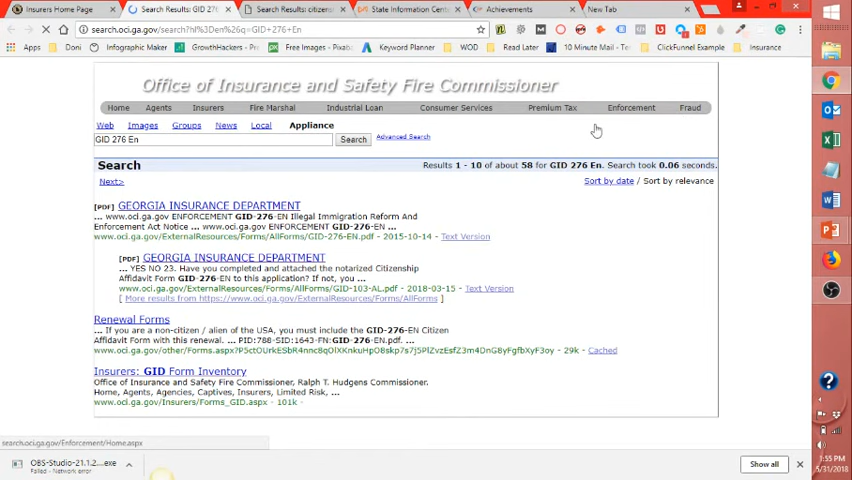 Insurers Home Page
Search Results: GID 276
Search Results: citizens
State Information Cent
Achievements
New Tab
search.oci.ga.gov/search?hl%3Den&q=GID+276+En
Apps
Infographic Maker
GrowthHackers - Pr
Free Images - Pixab
Keyword Planner
WOD
Read Later
10 Minute Mail - Te
ClickFunnel Example
Insurance
Office of Insurance and Safety Fire Commissioner
Home Agents Insurers Fire Marshal Industrial Loan Consumer Services Premium Tax Enforcement Fraud
Web Images Groups News Local Appliance
GID 276 En Search Advanced Search
Search Results 1 - 10 of about 58 for GID 276 En. Search took 0.06 seconds.
Next> Sort by date / Sort by relevance
[PDF] GEORGIA INSURANCE DEPARTMENT
... www.oci.ga.gov ENFORCEMENT GID-276-EN Illegal Immigration Reform And
Enforcement Act Notice ... www.oci.ga.gov ENFORCEMENT GID-276-EN ...
www.oci.ga.gov/ExternalResources/Forms/AllForms/GID-276-EN.pdf - 2015-10-14 - Text Version
[PDF] GEORGIA INSURANCE DEPARTMENT
... YES NO 23. Have you completed and attached the notarized Citizenship
Affidavit Form GID-276-EN to this application? If not, you ...
www.oci.ga.gov/ExternalResources/Forms/AllForms/GID-103-AL.pdf - 2018-03-15 - Text Version
[ More results from https://www.oci.ga.gov/ExternalResources/Forms/AllForms ]
Renewal Forms
... If you are a non-citizen / alien of the USA, you must include the GID-276-EN Citizen
Affidavit Form with this renewal. ... PID:788-SID:1643-FN:GID-276-EN.pdf. ...
- 29k - Cached
Insurers: GID Form Inventory
Office of Insurance and Safety Fire Commissioner, Ralph T. Hudgens Commissioner.
Home, Agents, Agencies, Captives, Insurers, Limited Risk, ...
www.oci.ga.gov/Insurers/Forms_GID.aspx - 101k -
search.oci.ga.gov/Enforcement/Home.aspx
OBS-Studio-21.1.2....exe
Failed - Network error
Show all
1:55 PM
5/31/2018